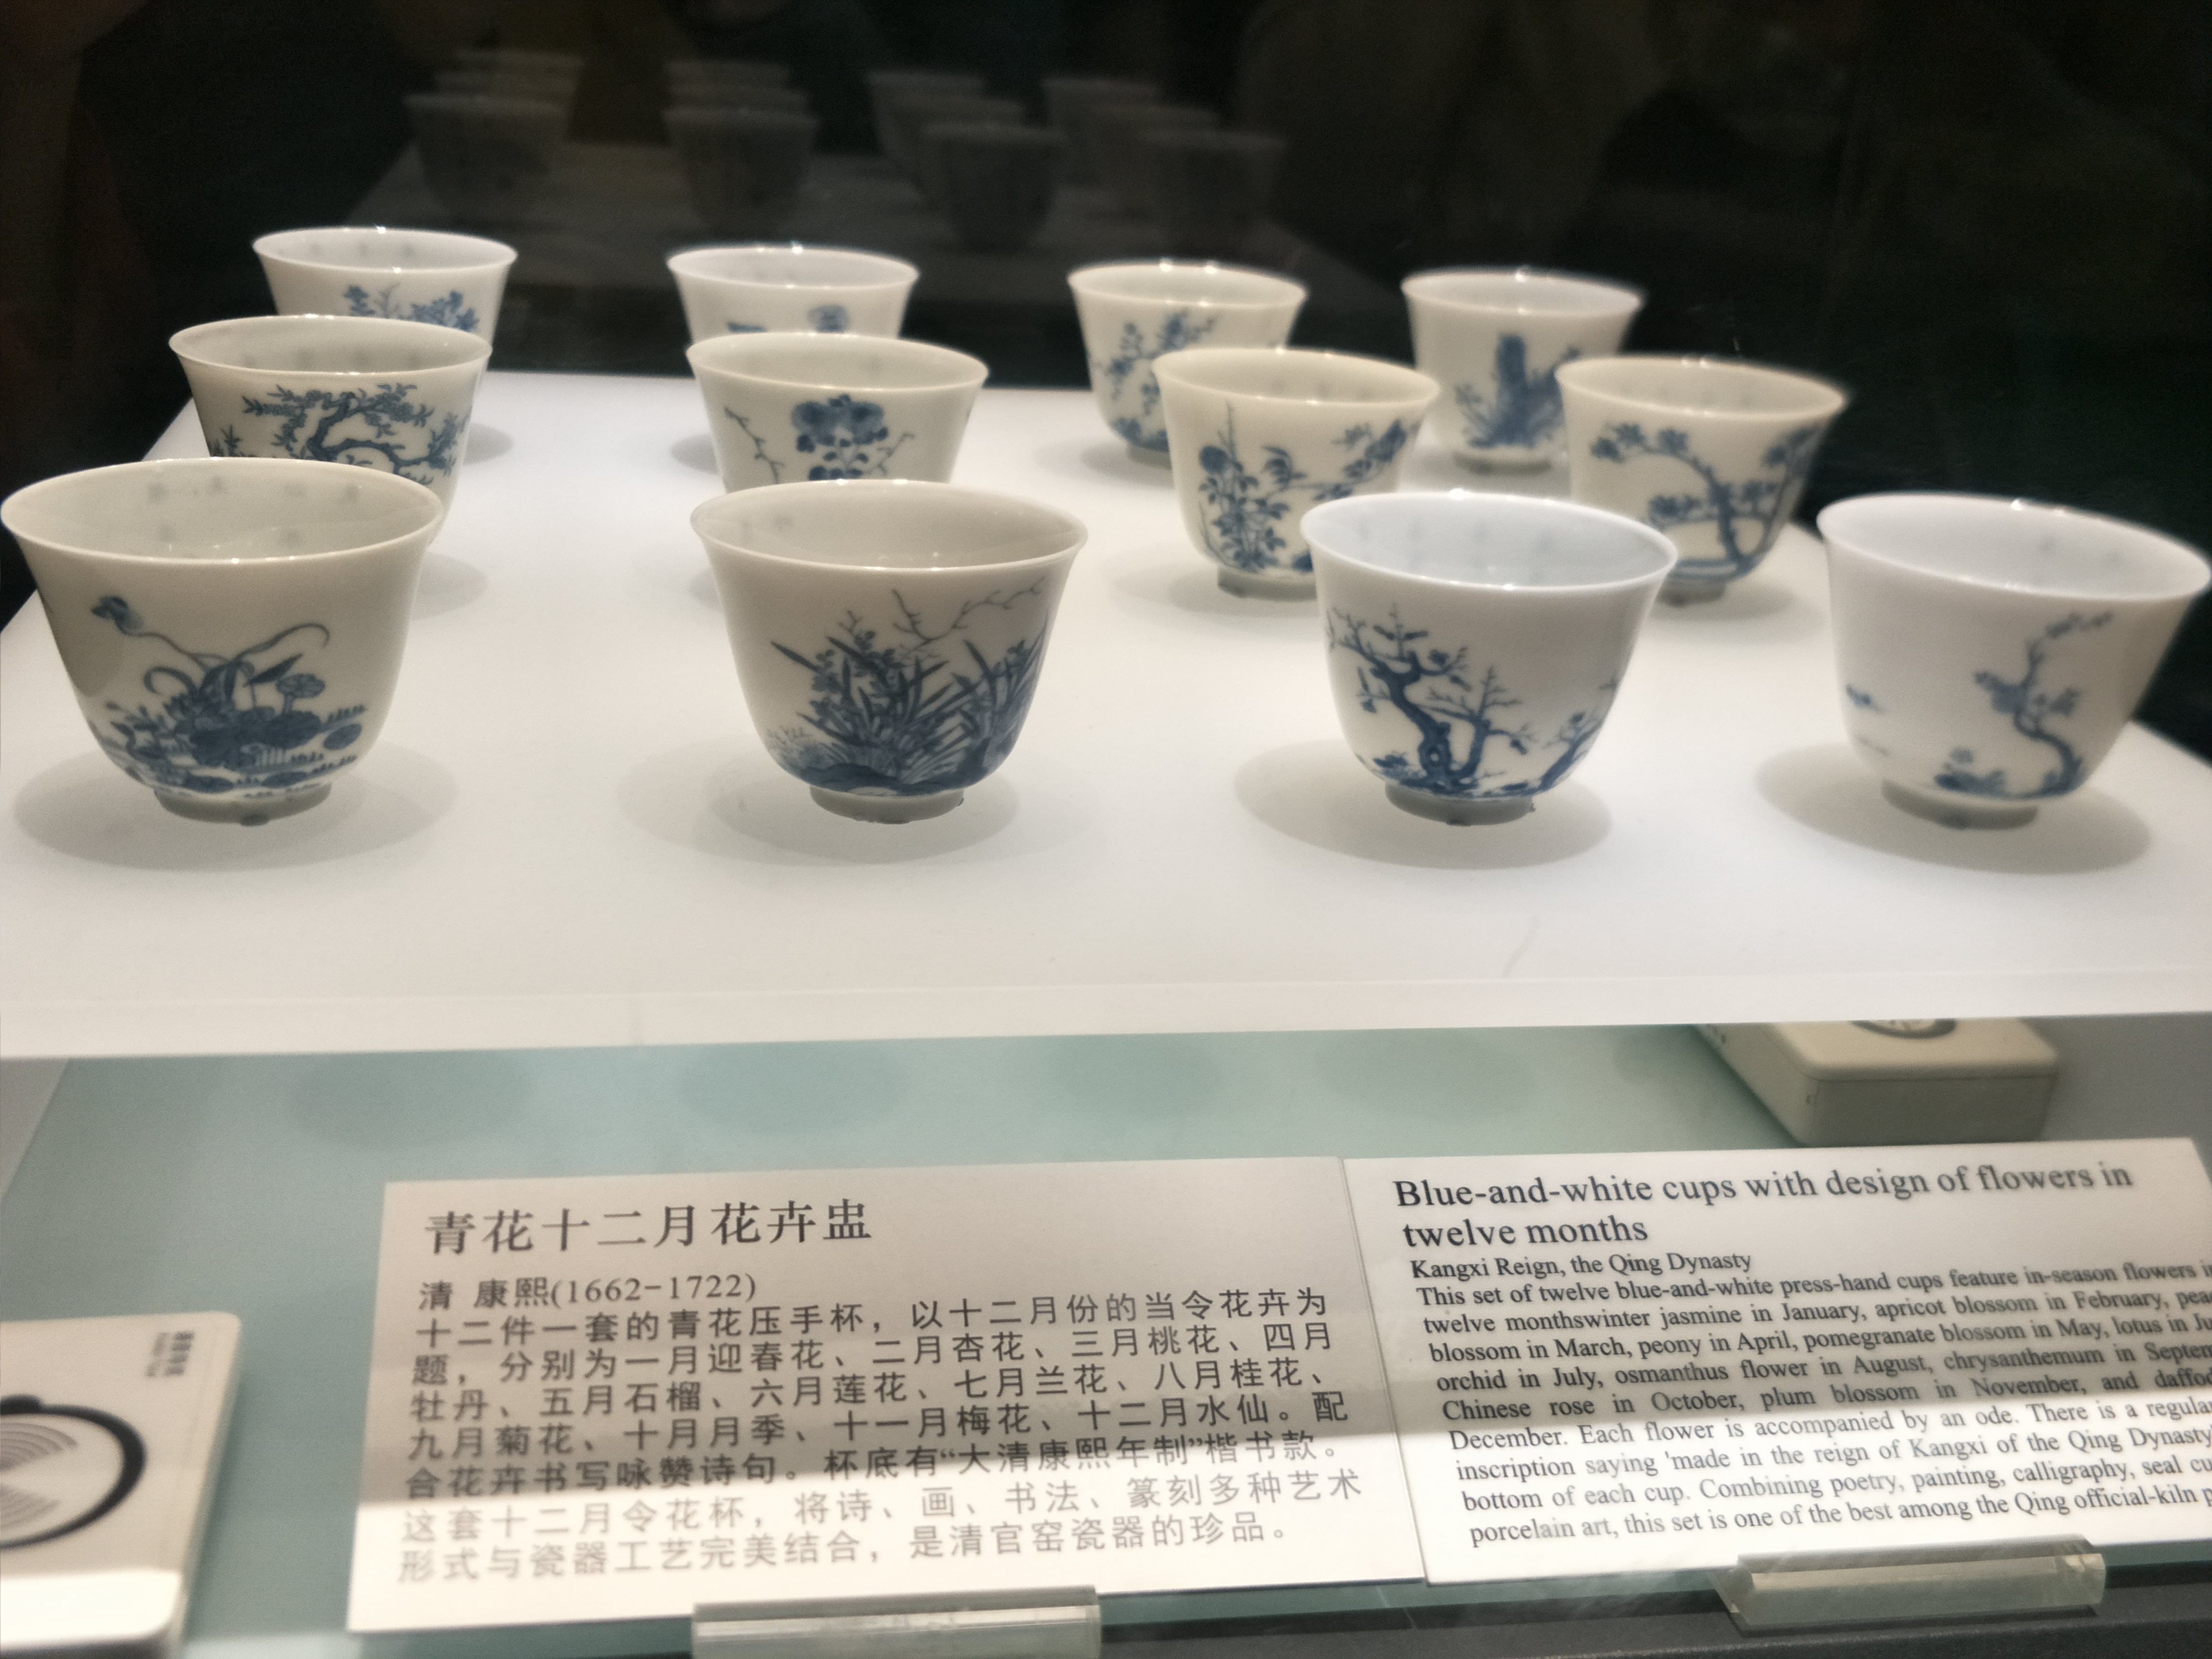 青花十二月花卉盅
清 康熙(1662-1722)
十二件一套的青花压手杯，以十二月份的当令花卉为
题，分别为一月迎春花、二月杏花、三月桃花、四月
牡丹、五月石榴、六月莲花、七月兰花、八月桂花、
九月菊花、十月月季、十一月梅花、十二月水仙。配
合花卉书写咏赞诗句。杯底有“大清康熙年制”楷书款。
这套十二月令花杯，将诗、画、书法、篆刻多种艺术
形式与瓷器工艺完美结合，是清官窑瓷器的珍品。
Blue-and-white cups with design of flowers in
twelve months
Kangxi Reign, the Qing Dynasty
This set of twelve blue-and-white press-hand cups feature in-season flowers
twelve monthswinter jasmine in January, apricot blossom in February,
blossom in March, peony in April, pomegranate blossom in May, lotus in
orchid in July, osmanthus flower in August, chrysanthemum in
Chinese rose in October, plum blossom in November, and
December. Each flower is accompanied by an ode. There is a
inscription saying 'made in the reign of Kangxi of the Qing Dynasty
bottom of each cup. Combining poetry, painting, calligraphy, seal
porcelain art, this set is one of the best among the Qing official-kiln